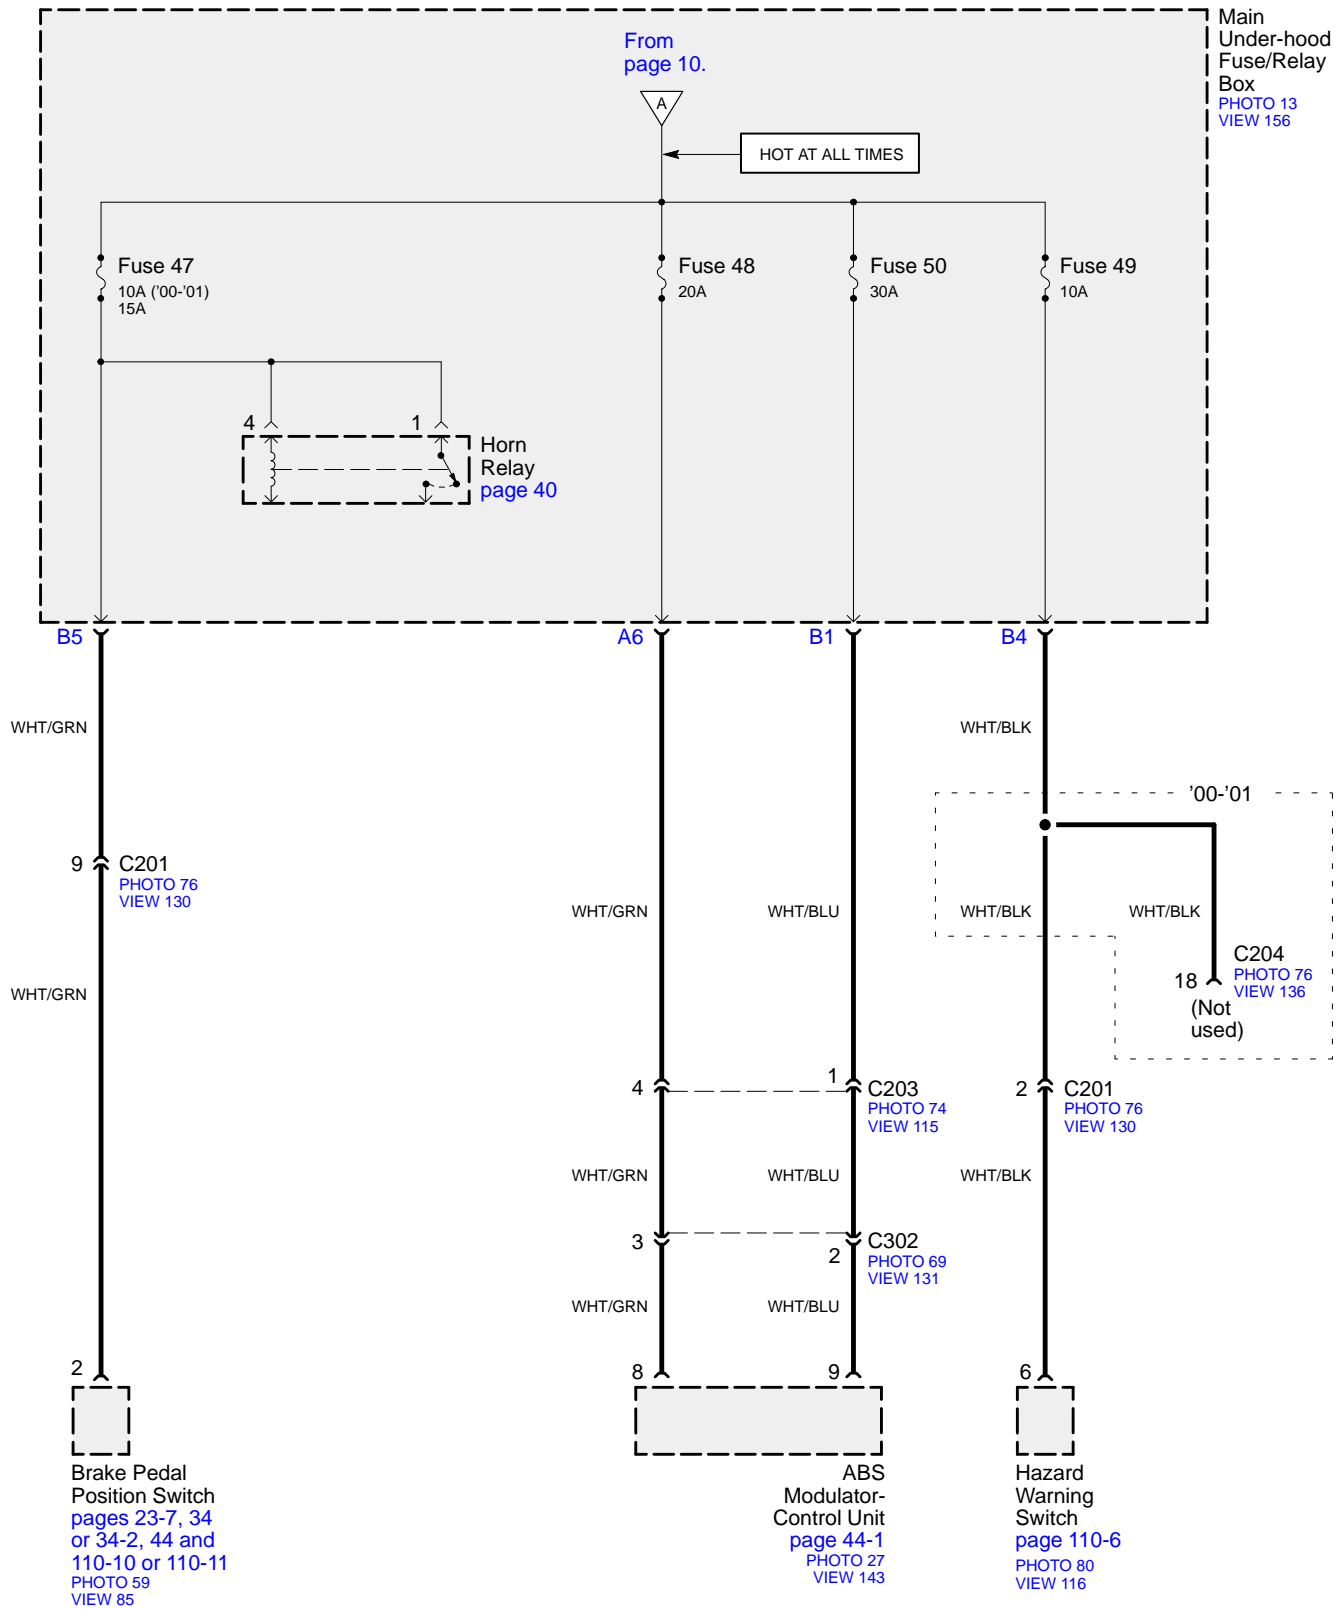 Main
Under-hood
Fuse/Relay
Box
PHOTO 13
VIEW 156
From
page 10.
A
HOT AT ALL TIMES
Fuse 47
10A ('00-'01)
15A
Fuse 48
20A
Fuse 50
30A
Fuse 49
10A
4
1
Horn
Relay
page 40
B5
A6
B1
B4
WHT/GRN
WHT/BLK
'00-'01
9
C201
PHOTO 76
VIEW 130
WHT/GRN
WHT/BLU
WHT/BLK
WHT/BLK
WHT/GRN
C204
PHOTO 76
VIEW 136
18
(Not
used)
4
1
C203
PHOTO 74
VIEW 115
2
C201
PHOTO 76
VIEW 130
WHT/GRN
WHT/BLU
WHT/BLK
3
2
C302
PHOTO 69
VIEW 131
WHT/GRN
WHT/BLU
2
8
9
6
Brake Pedal
Position Switch
pages 23-7, 34
or 34-2, 44 and
110-10 or 110-11
PHOTO 59
VIEW 85
ABS
Modulator-
Control Unit
page 44-1
PHOTO 27
VIEW 143
Hazard
Warning
Switch
page 110-6
PHOTO 80
VIEW 116